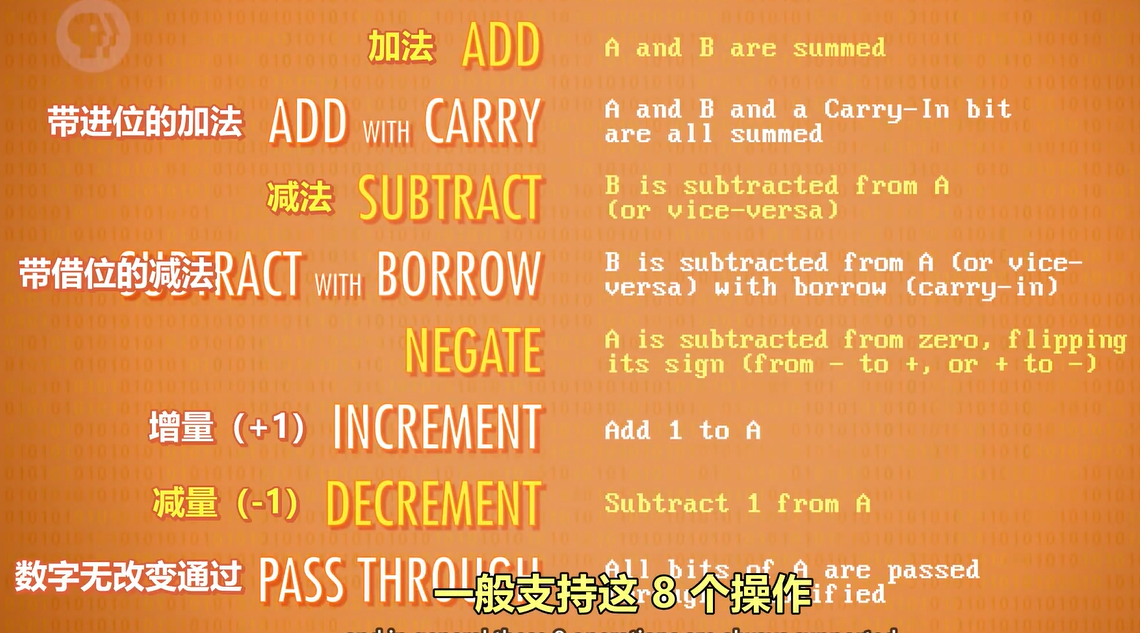 加法 ADD A and B are summed
带进位的加法 ADD WITH CARRY A and B and a Carry-In bit
are all summed
减法 SUBTRACT B is subtracted from A
(or vice-versa)
带借位的减法 SUBTRACT WITH BORROW B is subtracted from A (or vice-
versa) with borrow (carry-in)
NEGATE A is subtracted from zero, flipping
its sign (from - to +, or + to -)
增量（+1） INCREMENT Add 1 to A
减量（-1） DECREMENT Subtract 1 from A
数字无改变通过 PASS THROUGH All bits of A are passed
一般支持这 8 个操作